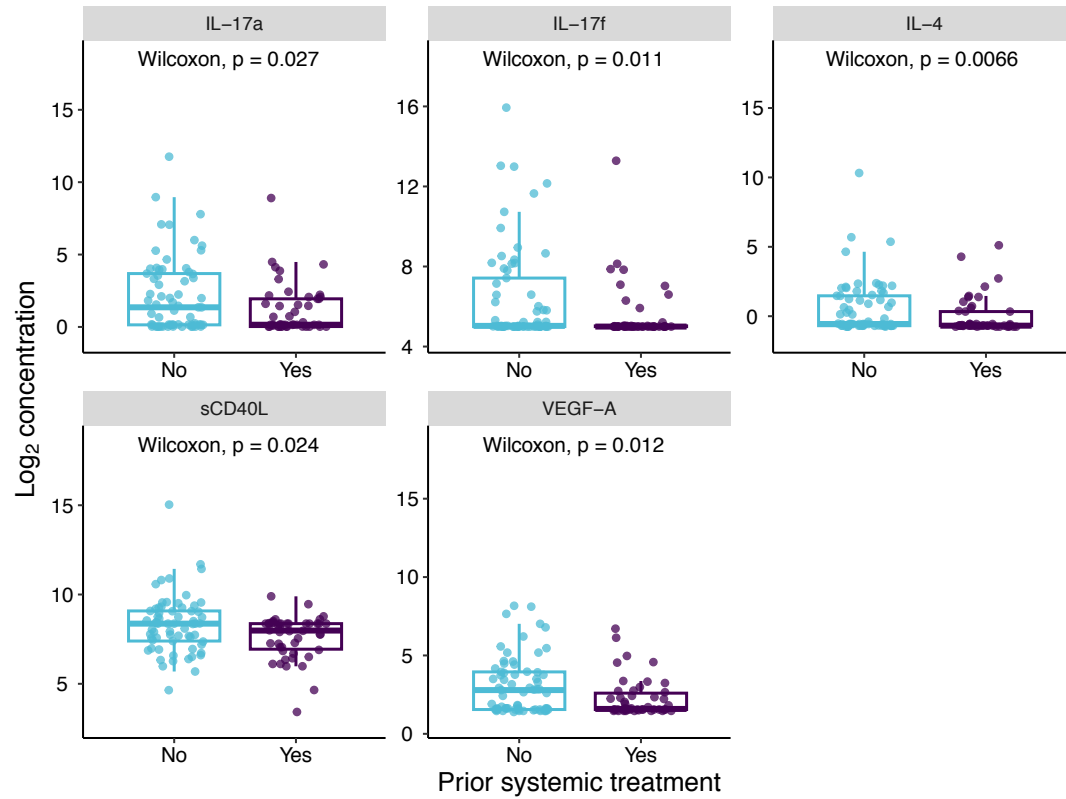 IL−17a
IL−17f
IL−4
Wilcoxon, p = 0.027
Wilcoxon, p = 0.011
Wilcoxon, p = 0.0066
15
10
5
0
16
12
8
4
15
10
5
0
No
Yes
No
Yes
No
Yes
sCD40L
VEGF−A
Wilcoxon, p = 0.024
Wilcoxon, p = 0.012
15
10
5
15
10
5
0
No
Yes
No
Yes
Log₂ concentration
Prior systemic treatment